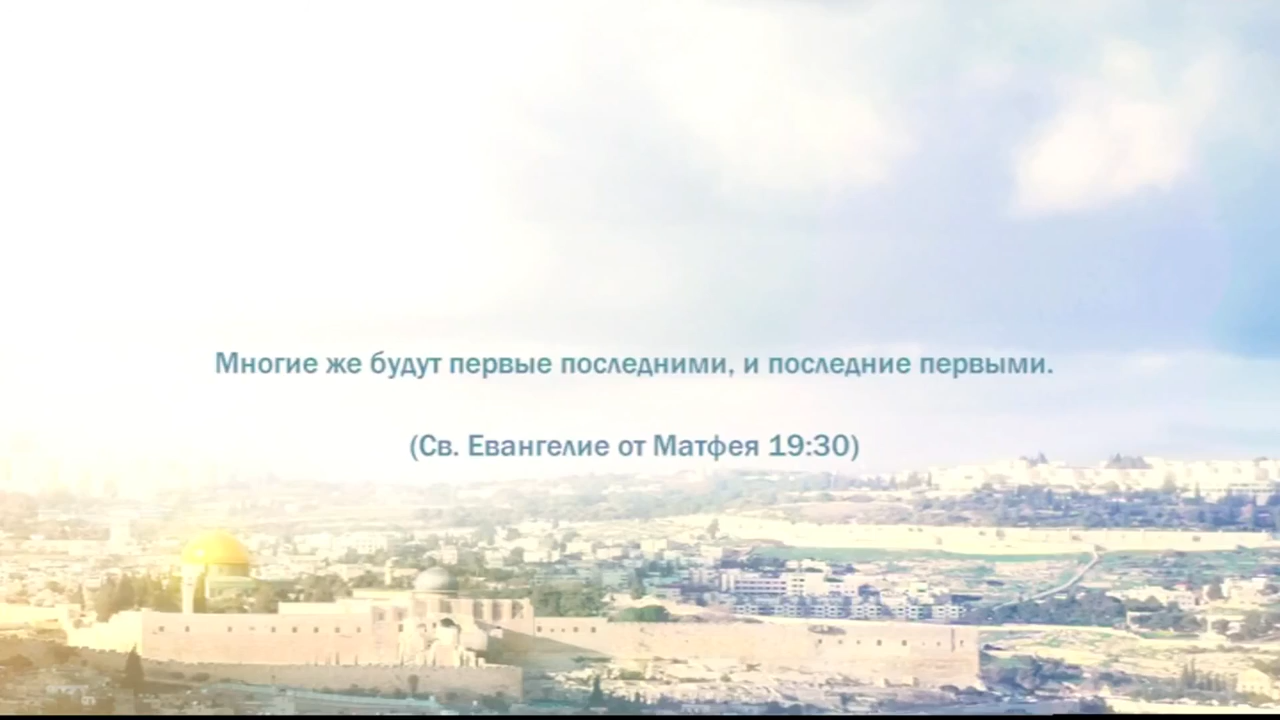 Многие же будут первые последними, и последние первыми.
(Св. Евангелие от Матфея 19:30)